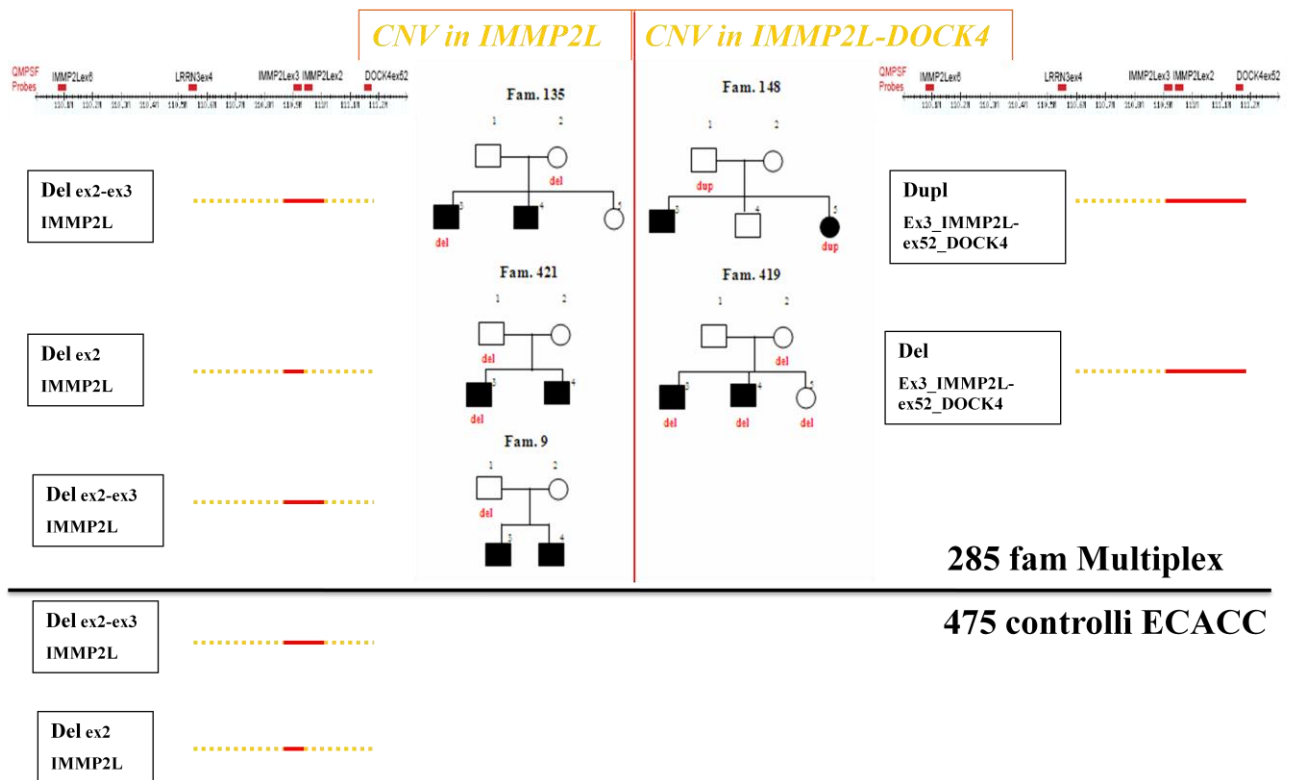 CNV in IMMP2L
CNV in IMMP2L-DOCK4
QMPSF
Probes
IMMP2Lex6
LRRN3ex4
IMMP2Lex3
IMMP2Lex2
DOCK4ex52
Del ex2-ex3
IMMP2L
Del ex2
IMMP2L
Del ex2-ex3
IMMP2L
Fam. 135
1
2
del
3
4
5
del
Fam. 421
1
2
del
3
4
del
Fam. 9
1
2
del
3
4
Fam. 148
1
2
dup
3
4
5
dup
Fam. 419
1
2
del
3
4
5
del
del
del
QMPSF
Probes
IMMP2Lex6
LRRN3ex4
IMMP2Lex3
IMMP2Lex2
DOCK4ex52
Dupl
Ex3_IMMP2L-
ex52_DOCK4
Del
Ex3_IMMP2L-
ex52_DOCK4
285 fam Multiplex
475 controlli ECACC
Del ex2-ex3
IMMP2L
Del ex2
IMMP2L